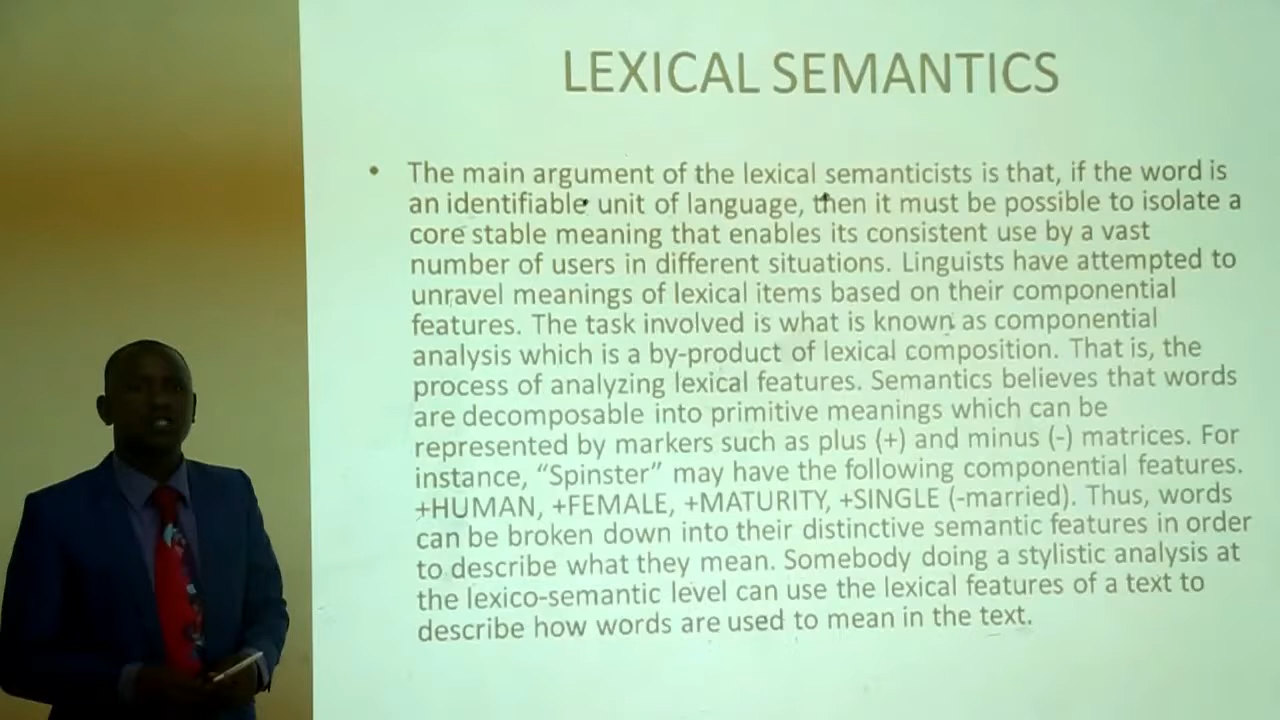 LEXICAL SEMANTICS
• The main argument of the lexical semanticists is that, if the word is
an identifiable unit of language, then it must be possible to isolate a
core stable meaning that enables its consistent use by a vast
number of users in different situations. Linguists have attempted to
unravel meanings of lexical items based on their componential
features. The task involved is what is known as componential
analysis which is a by-product of lexical composition. That is, the
process of analyzing lexical features. Semantics believes that words
are decomposable into primitive meanings which can be
represented by markers such as plus (+) and minus (-) matrices. For
instance, “Spinster” may have the following componential features.
+HUMAN, +FEMALE, +MATURITY, +SINGLE (-married). Thus, words
can be broken down into their distinctive semantic features in order
to describe what they mean. Somebody doing a stylistic analysis at
the lexico-semantic level can use the lexical features of a text to
describe how words are used to mean in the text.